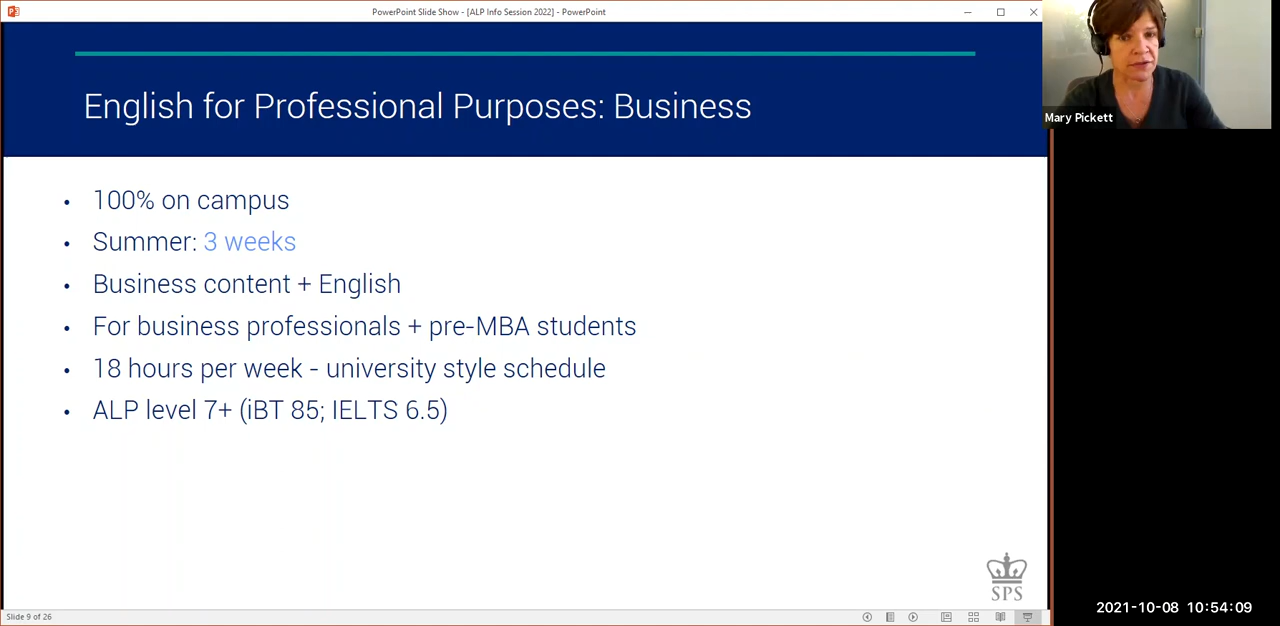 PowerPoint Slide Show - [ALP Info Session 2022] - PowerPoint
English for Professional Purposes: Business
Mary Pickett
• 100% on campus
• Summer: 3 weeks
• Business content + English
• For business professionals + pre-MBA students
• 18 hours per week - university style schedule
• ALP level 7+ (iBT 85; IELTS 6.5)
SPS
2021-10-08 10:54:09
Slide 9 of 26